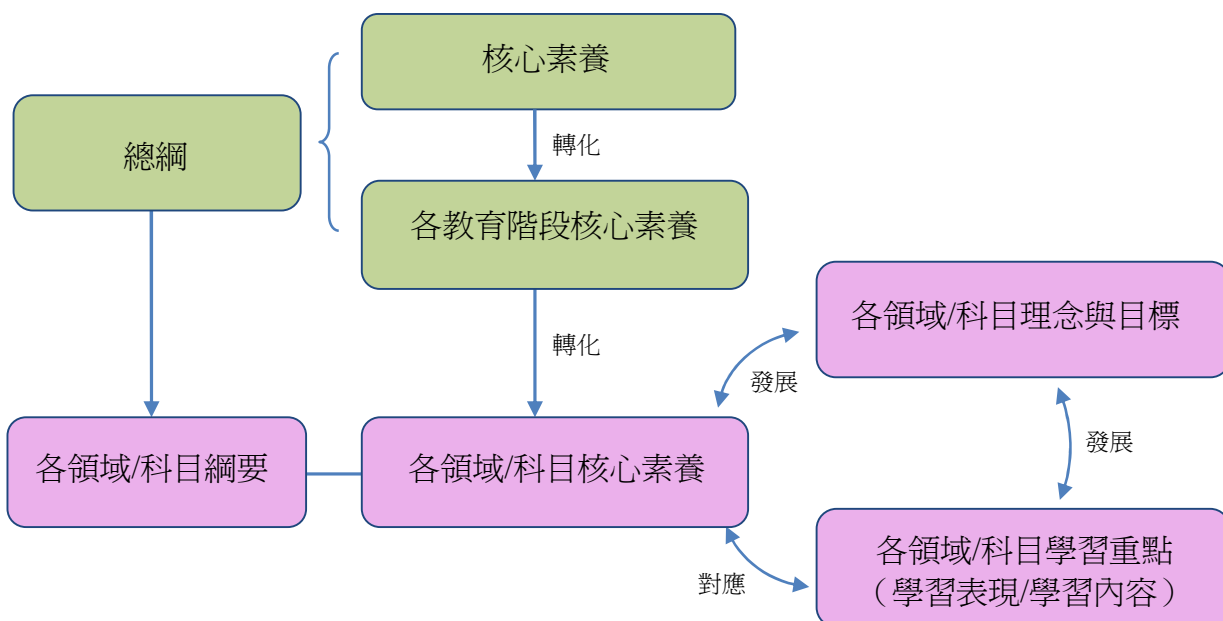 核心素養
總綱
轉化
各教育階段核心素養
各領域/科目理念與目標
轉化
發展
各領域/科目綱要
各領域/科目核心素養
發展
各領域/科目學習重點
（學習表現/學習內容）
對應